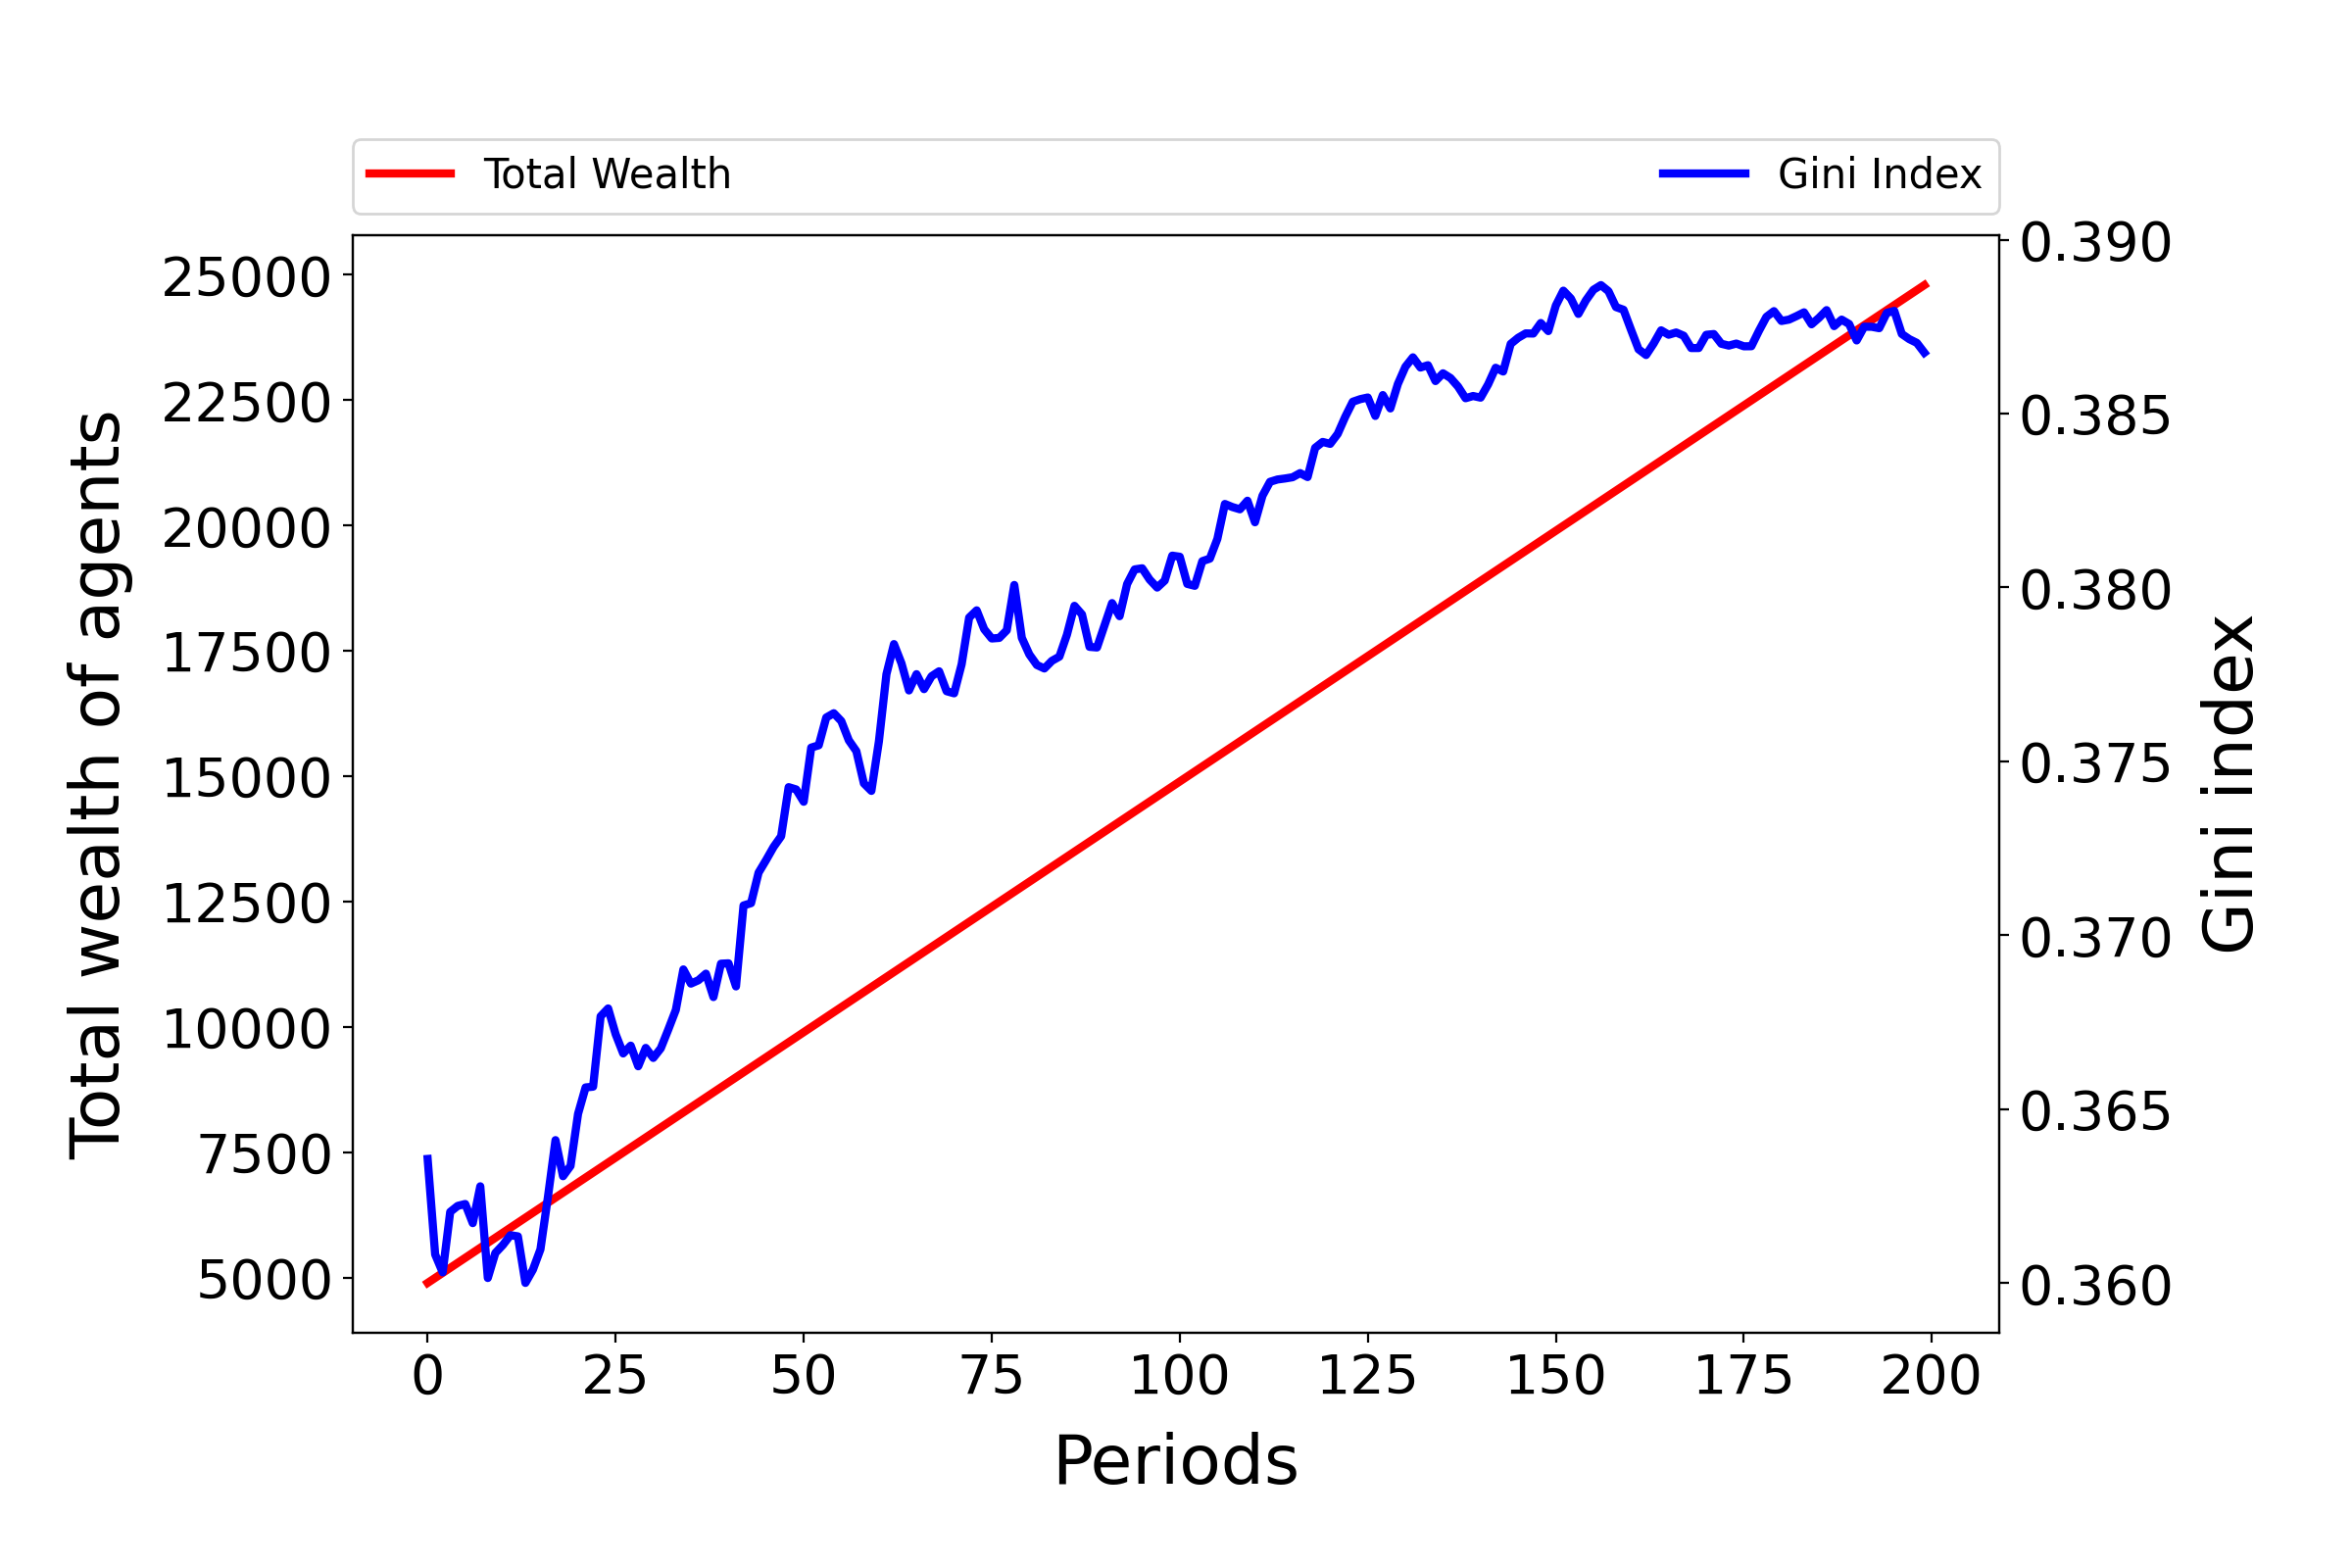 Total Wealth
Gini Index
25000
22500
20000
17500
15000
12500
10000
7500
5000
Total wealth of agents
0.390
0.385
0.380
0.375
0.370
0.365
0.360
Gini index
0 25 50 75 100 125 150 175 200
Periods